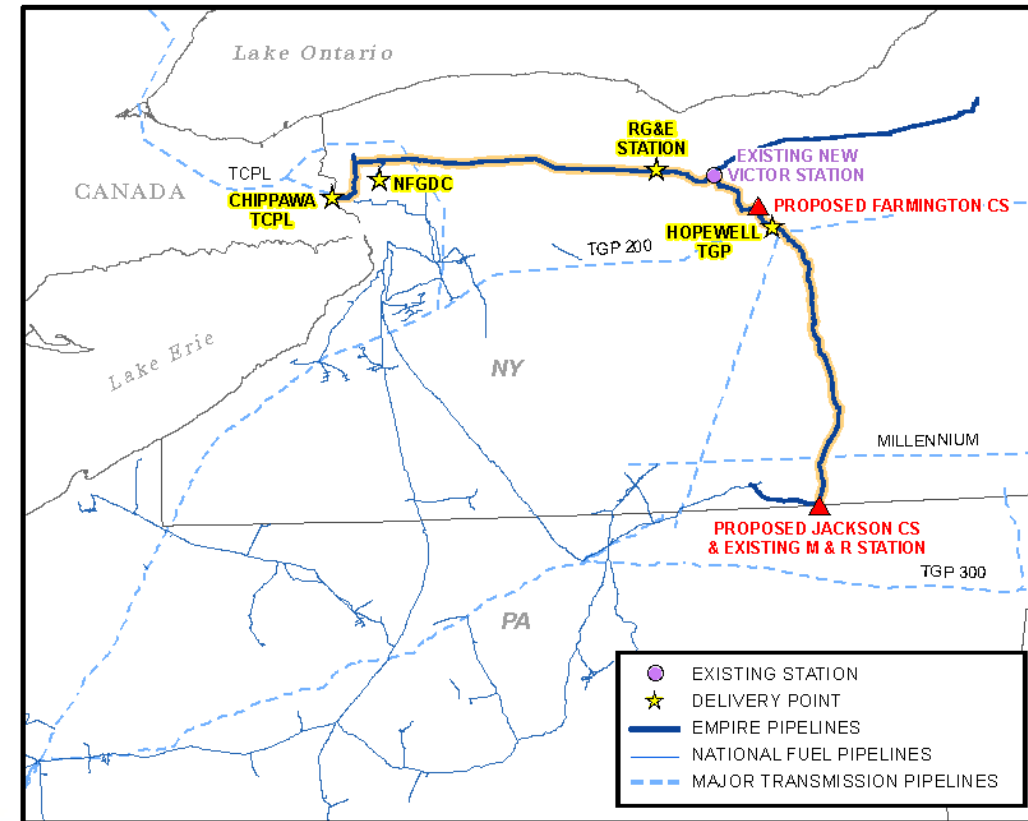 Lake Ontario
RG&E
STATION
EXISTING NEW
VICTOR STATION
TCPL
NFGDC
CANADA
CHIPPAWA
TCPL
PROPOSED FARMINGTON CS
HOPEWELL
TGP
TGP 200
Lake Erie
NY
MILLENNIUM
PROPOSED JACKSON CS
& EXISTING M & R STATION
TGP 300
PA
EXISTING STATION
DELIVERY POINT
EMPIRE PIPELINES
NATIONAL FUEL PIPELINES
MAJOR TRANSMISSION PIPELINES